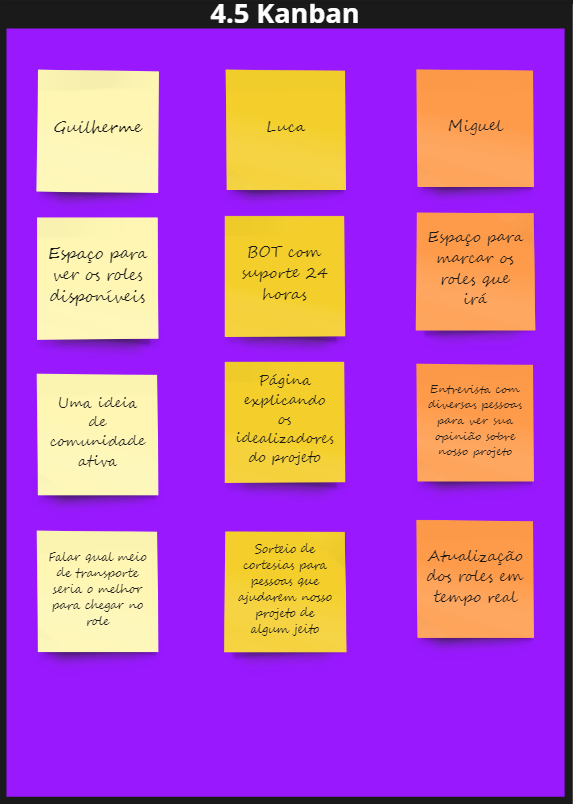 4.5 Kanban
Guilherme
Luca
Miguel
Espaço para
ver os roles
disponíveis
BOT com
suporte 24
horas
Espaço para
marcar os
roles que
irá
Uma ideia
de
comunidade
ativa
Página
explicando
os
idealizadores
do projeto
Entrevista com
diversas pessoas
para ver sua
opinião sobre
nosso projeto
Falar qual meio
de transporte
seria o melhor
para chegar no
role
Sorteio de
cortesias para
pessoas que
ajudarem nosso
projeto de
algum jeito
Atualização
dos roles em
tempo real